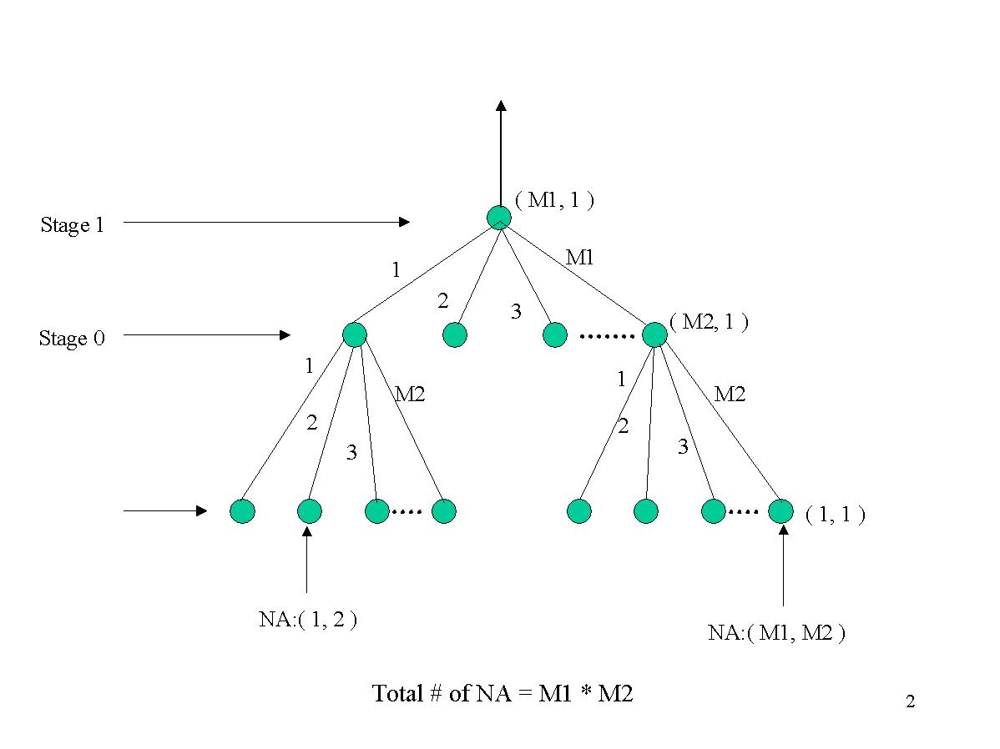 ( M1, 1 )
Stage 1
M1
1
2
3
( M2, 1 )
Stage 0
1
1
M2
M2
2
2
3
3
( 1, 1 )
NA:( 1, 2 )
NA:( M1, M2 )
Total # of NA = M1 * M2
2